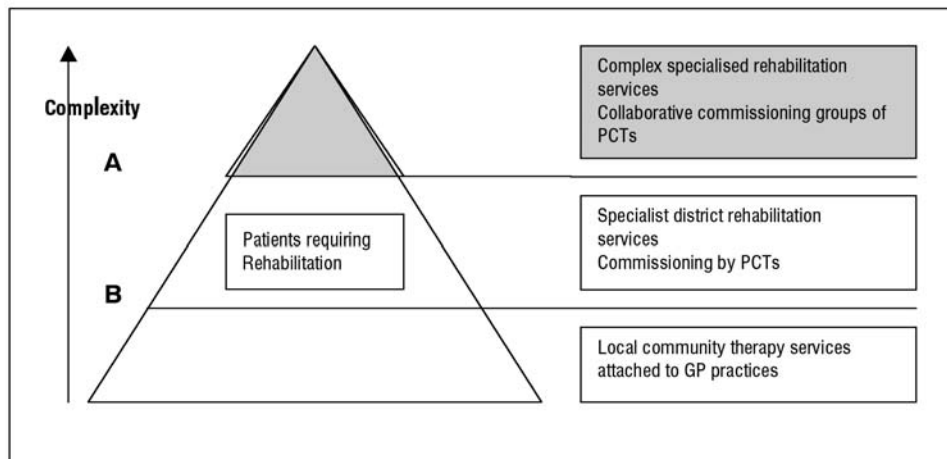 Complexity
A
B
Patients requiring
Rehabilitation
Complex specialised rehabilitation
services
Collaborative commissioning groups of
PCTs
Specialist district rehabilitation
services
Commissioning by PCTs
Local community therapy services
attached to GP practices